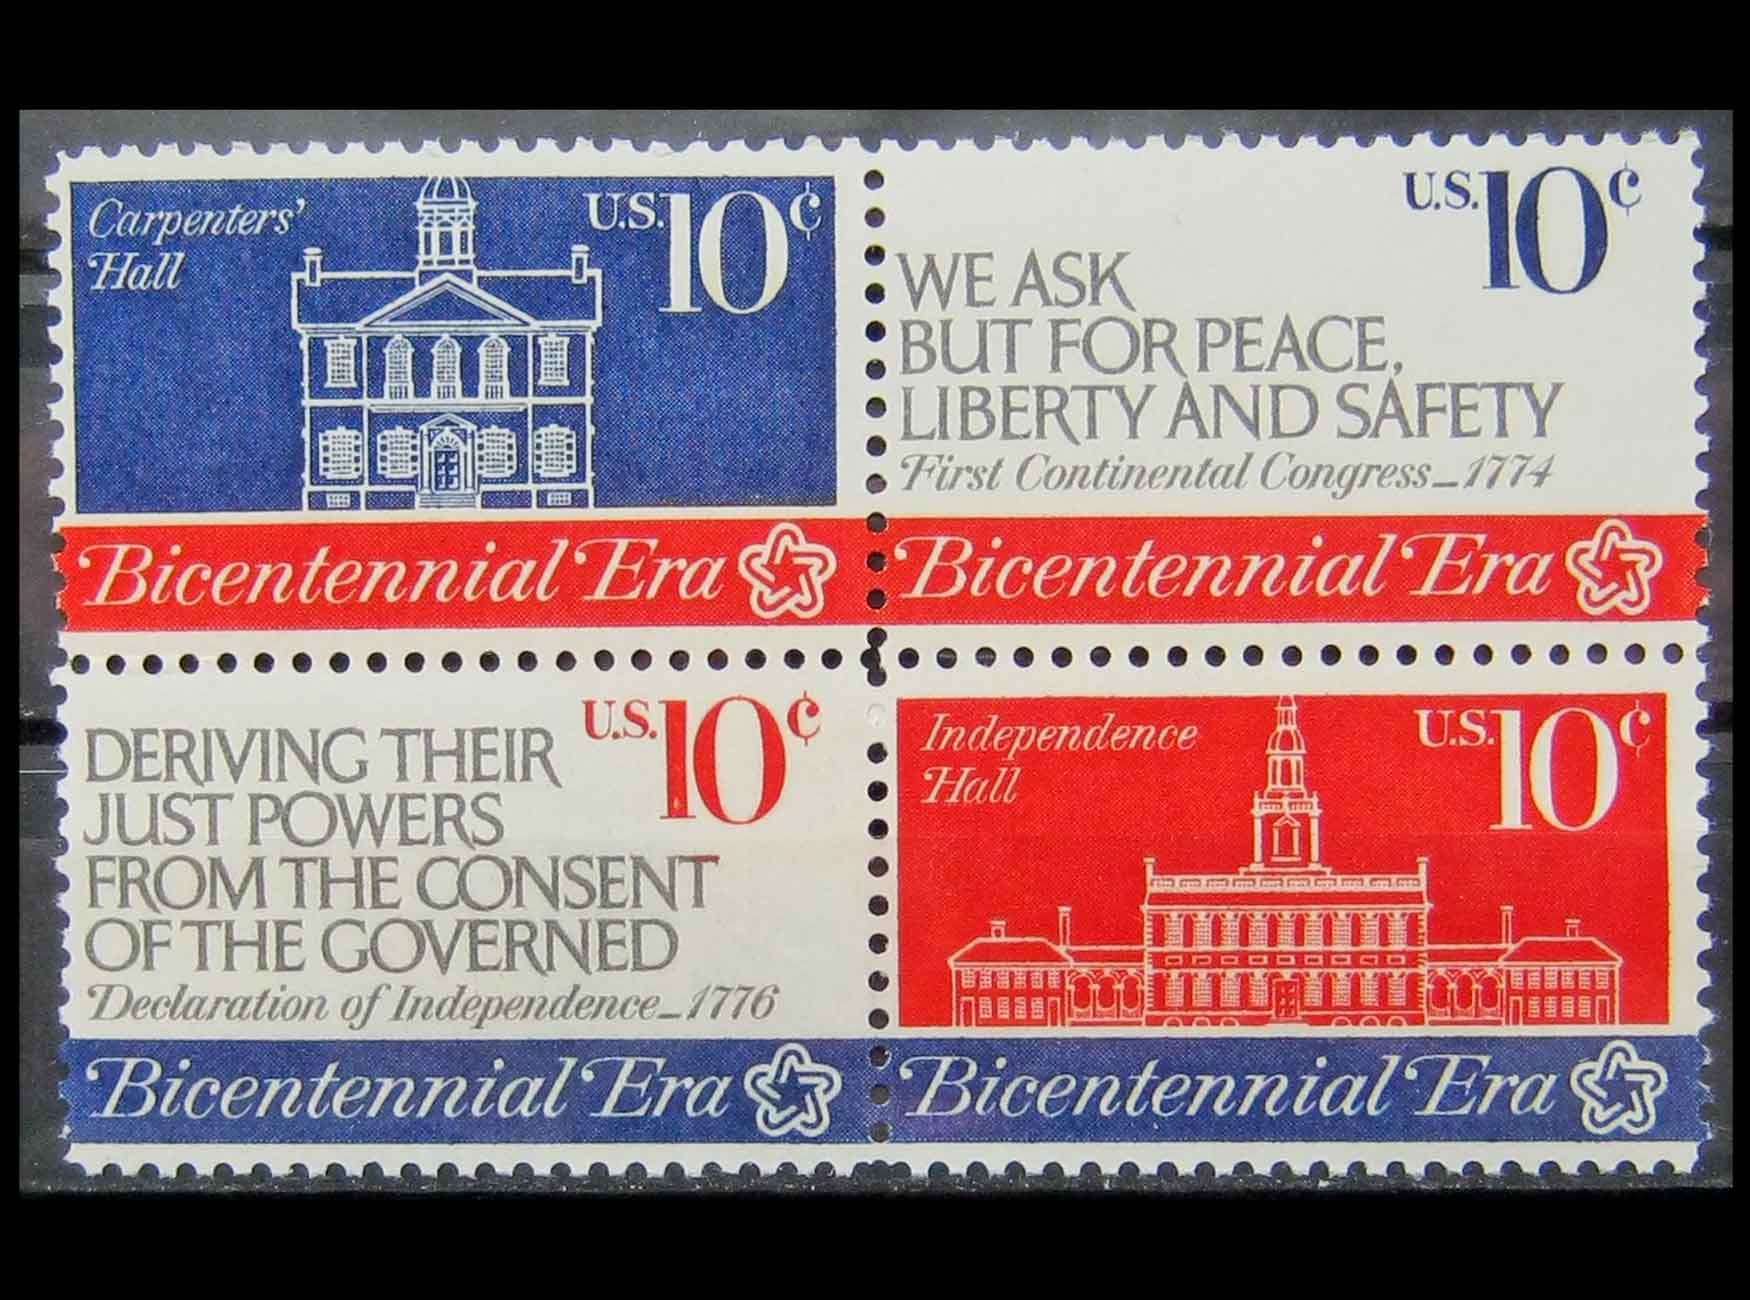 Carpenters'
Hall
U.S. 10¢
Bicentennial Era
U.S. 10¢
WE ASK
BUT FOR PEACE,
LIBERTY AND SAFETY
First Continental Congress_1774
Bicentennial Era
U.S. 10¢
DERIVING THEIR
JUST POWERS
FROM THE CONSENT
OF THE GOVERNED
Declaration of Independence_1776
Bicentennial Era
Independence
Hall
U.S. 10¢
Bicentennial Era